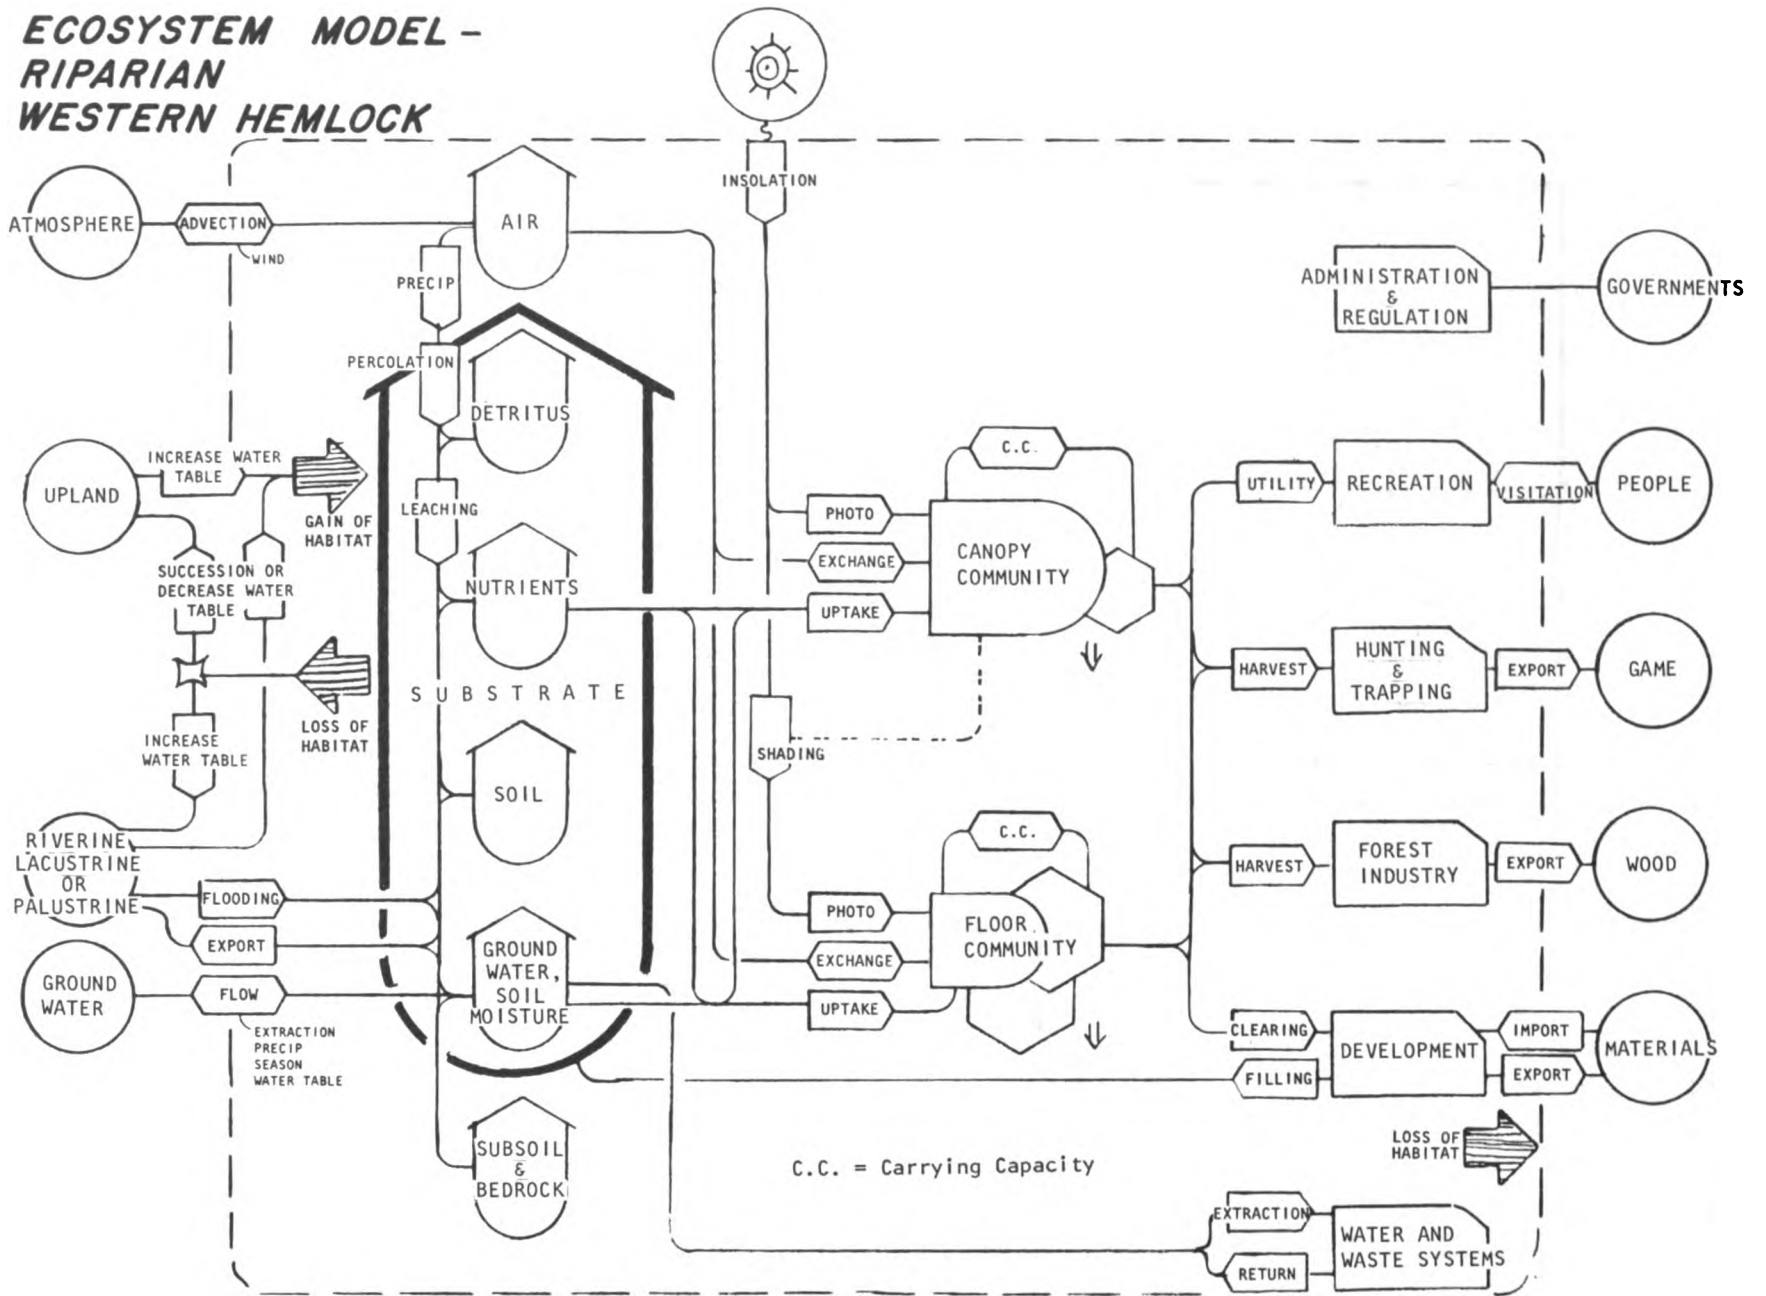 ECOSYSTEM MODEL -
RIPARIAN
WESTERN HEMLOCK
INSOLATION
ATMOSPHERE
ADVECTION
WIND
AIR
PRECIP
PERCOLATION
DETRITUS
LEACHING
NUTRIENTS
SUBSTRATE
SOIL
GROUND
WATER,
SOIL
MOISTURE
SUBSOIL
&
BEDROCK
UPLAND
INCREASE WATER
TABLE
GAIN OF
HABITAT
SUCCESSION OR
DECREASE WATER
TABLE
LOSS OF
HABITAT
INCREASE
WATER TABLE
RIVERINE
LACUSTRINE
OR
PALUSTRINE
FLOODING
EXPORT
GROUND
WATER
FLOW
EXTRACTION
PRECIP
SEASON
WATER TABLE
C.C.
PHOTO
EXCHANGE
UPTAKE
CANOPY
COMMUNITY
SHADING
C.C.
PHOTO
EXCHANGE
UPTAKE
FLOOR
COMMUNITY
ADMINISTRATION
&
REGULATION
GOVERNMENTS
UTILITY
RECREATION
VISITATION
PEOPLE
HARVEST
HUNTING
&
TRAPPING
EXPORT
GAME
HARVEST
FOREST
INDUSTRY
EXPORT
WOOD
CLEARING
FILLING
DEVELOPMENT
IMPORT
EXPORT
MATERIALS
LOSS OF
HABITAT
C.C. = Carrying Capacity
EXTRACTION
RETURN
WATER AND
WASTE SYSTEMS